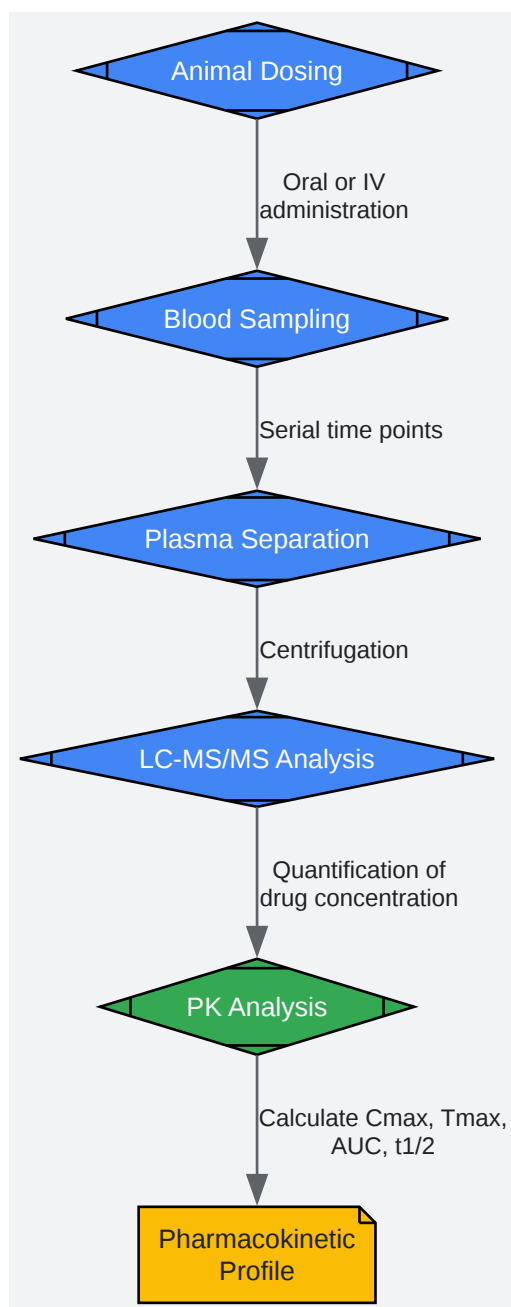 Animal Dosing
Oral or IV
administration
Blood Sampling
Serial time points
Plasma Separation
Centrifugation
LC-MS/MS Analysis
Quantification of
drug concentration
PK Analysis
Calculate Cmax, Tmax,
AUC, t1/2
Pharmacokinetic
Profile